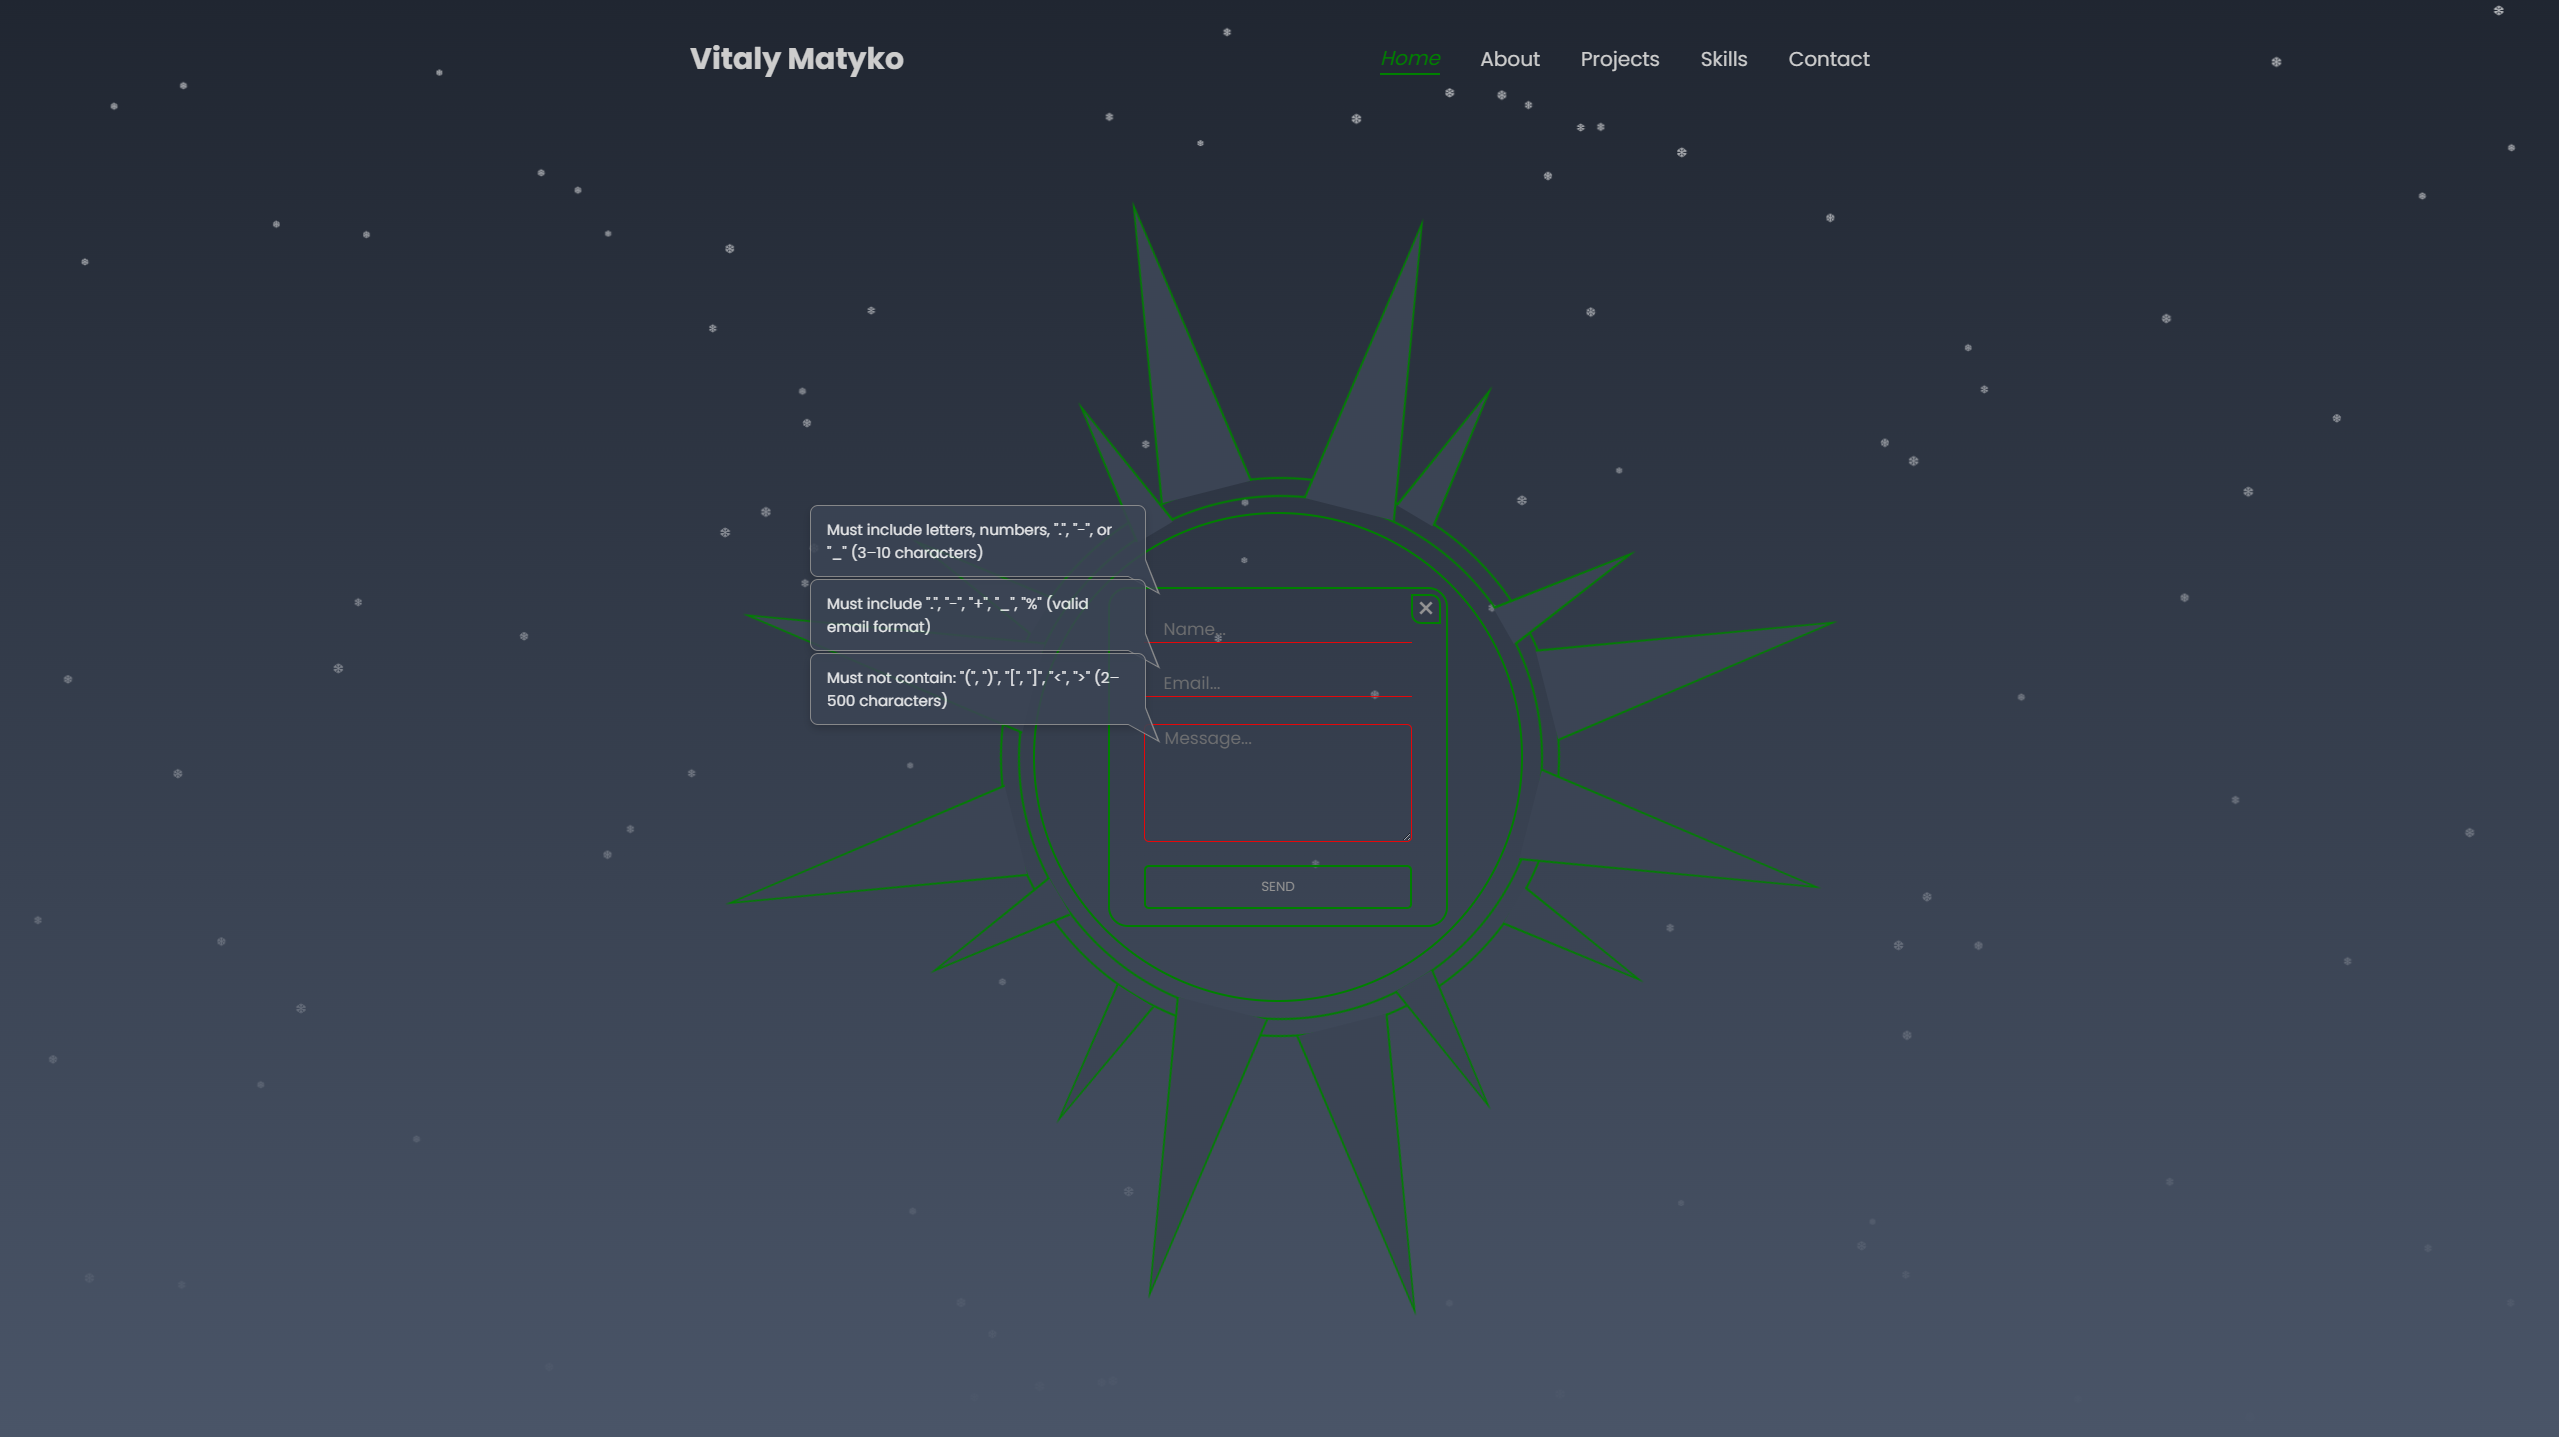 Vitaly Matyko
Home
About
Projects
Skills
Contact
Must include letters, numbers, ".", "-", or
"_" (3–10 characters)
Must include ".", "-", "+", "_", "%" (valid
email format)
Must not contain: "(", ")", "[", "]", "<", ">" (2–
500 characters)
Name...
Email...
Message...
SEND